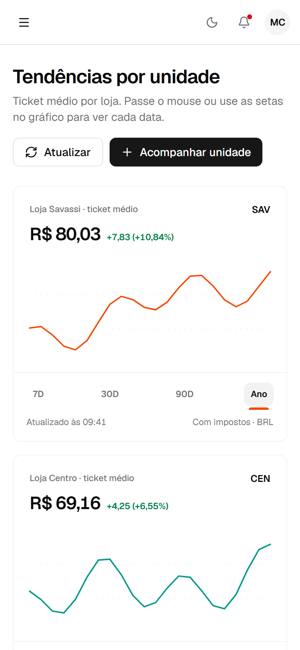 MC
Tendências por unidade
Ticket médio por loja. Passe o mouse ou use as setas
no gráfico para ver cada data.
Atualizar
Acompanhar unidade
Loja Savassi · ticket médio
SAV
R$ 80,03 +7,83 (+10,84%)
7D 30D 90D Ano
Atualizado às 09:41
Com impostos · BRL
Loja Centro · ticket médio
CEN
R$ 69,16 +4,25 (+6,55%)